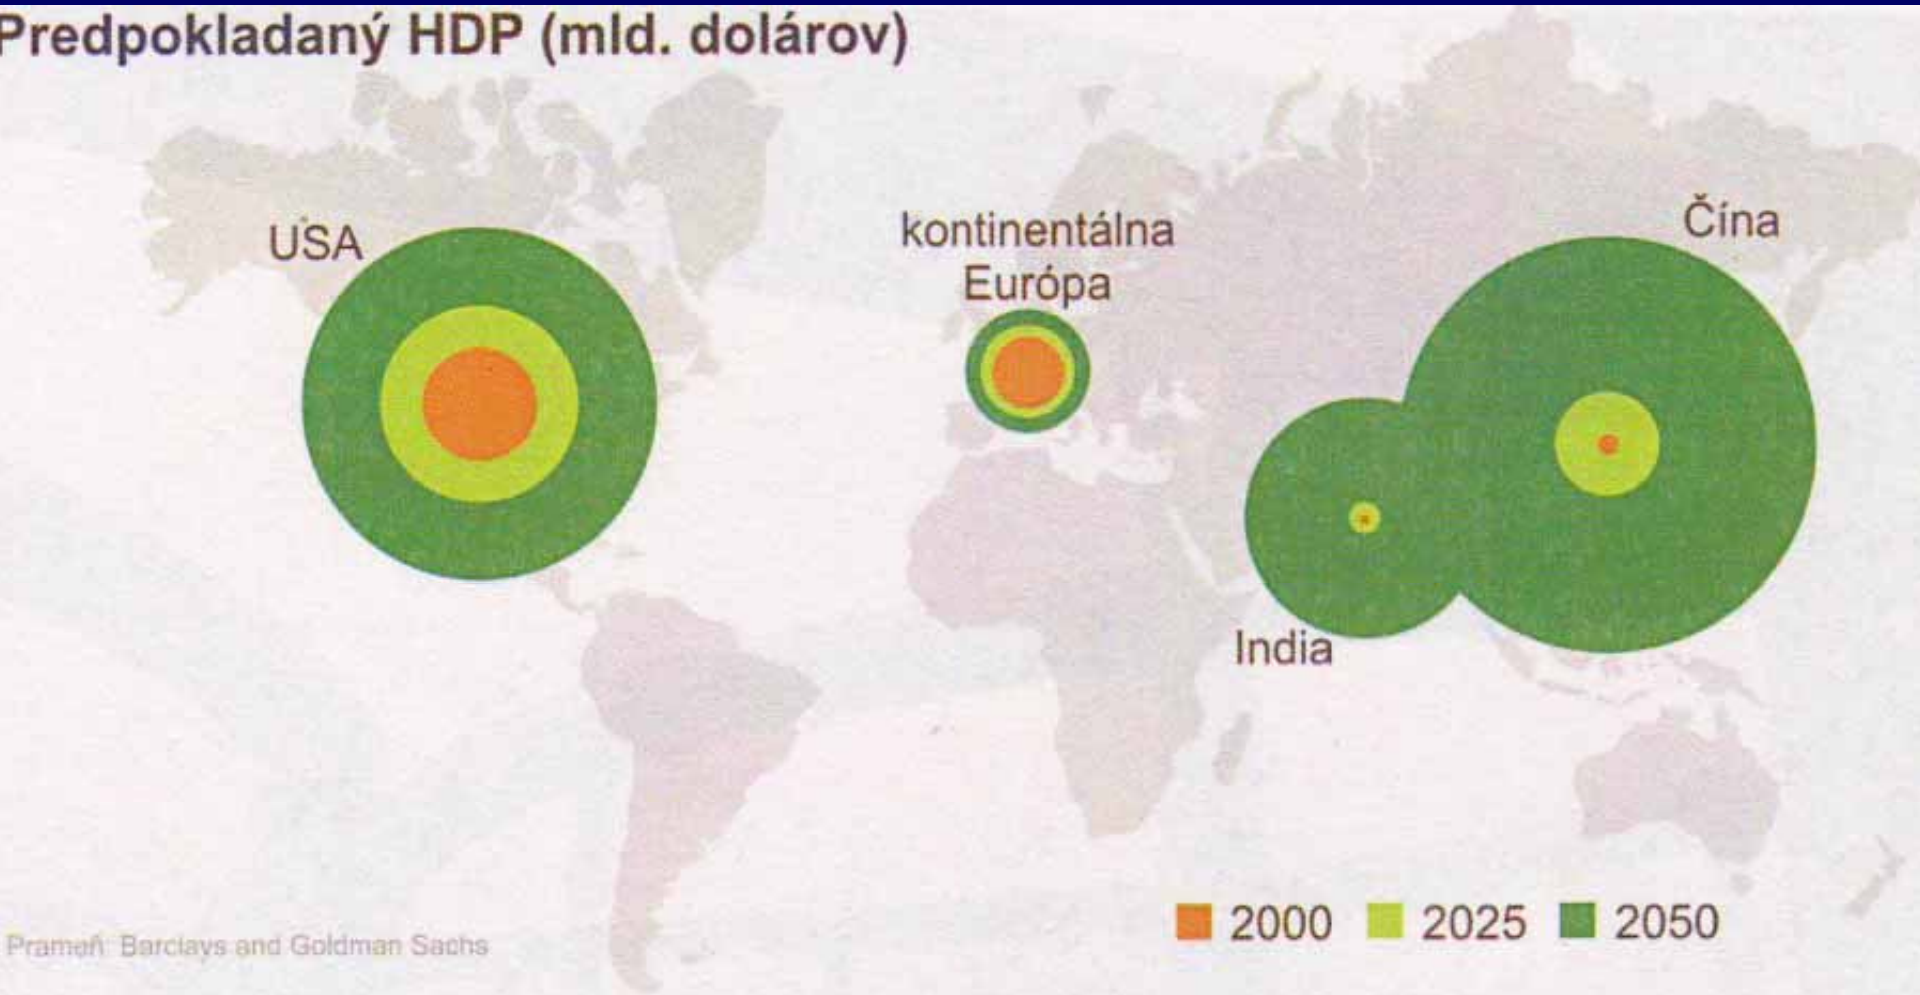 Predpokladaný HDP (mld. dolárov)
USA
kontinentálna
Európa
Čína
India
2000 2025 2050
Prameň: Barclays and Goldman Sachs